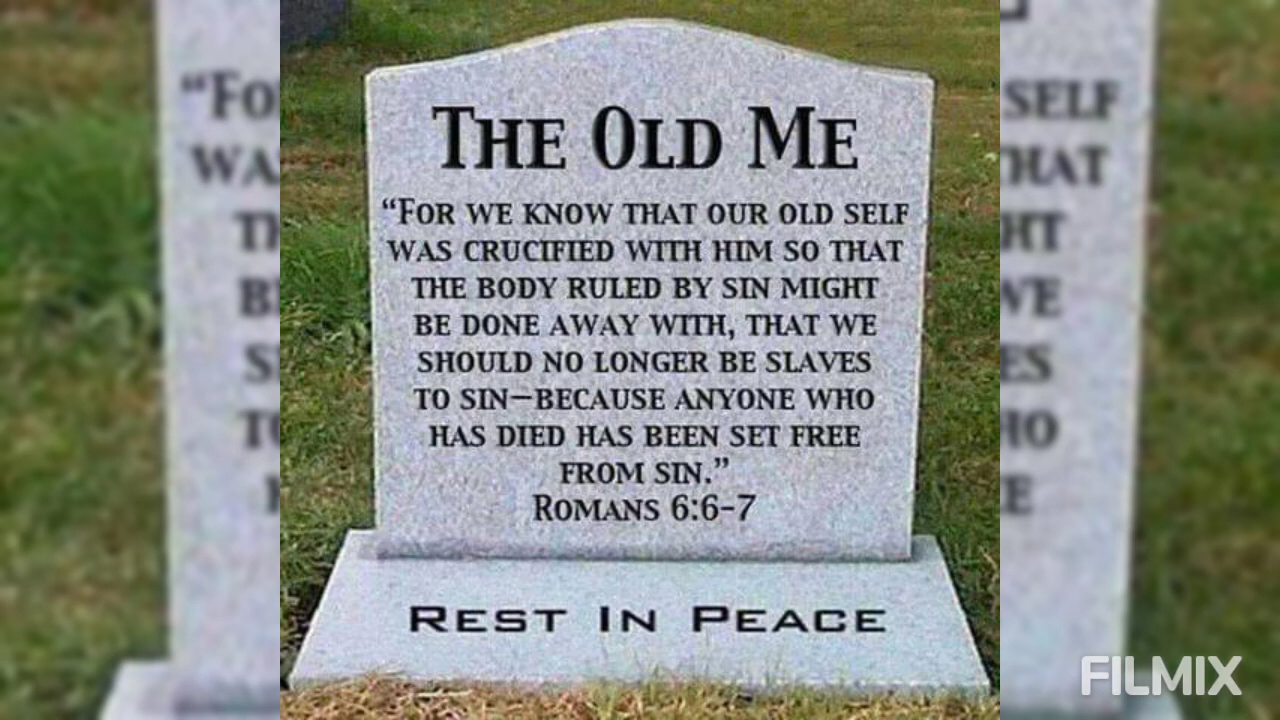 THE OLD ME
“FOR WE KNOW THAT OUR OLD SELF
WAS CRUCIFIED WITH HIM SO THAT
THE BODY RULED BY SIN MIGHT
BE DONE AWAY WITH, THAT WE
SHOULD NO LONGER BE SLAVES
TO SIN—BECAUSE ANYONE WHO
HAS DIED HAS BEEN SET FREE
FROM SIN.”
ROMANS 6:6-7
REST IN PEACE
FILMIX